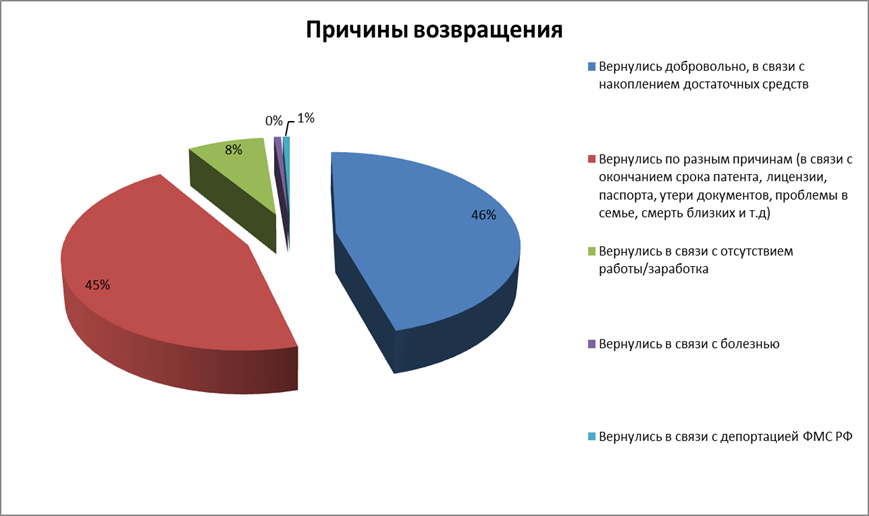 Причины возвращения
0%
1%
8%
46%
45%
Вернулись добровольно, в связи с
накоплением достаточных средств
Вернулись по разным причинам (в связи с
окончанием срока патента, лицензии,
паспорта, утери документов, проблемы в
семье, смерть близких и т.д)
Вернулись в связи с отсутствием
работы/заработка
Вернулись в связи с болезнью
Вернулись в связи с депортацией ФМС РФ